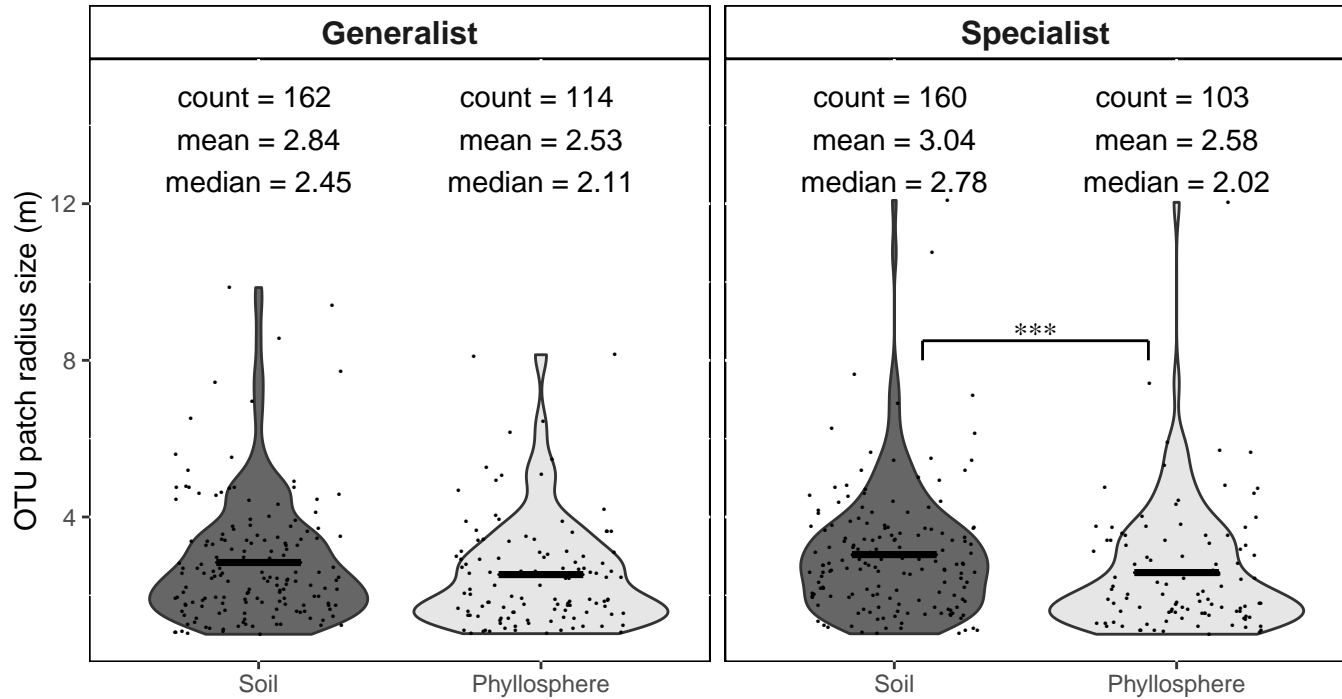 Generalist
Specialist
count = 162
mean = 2.84
median = 2.45
count = 114
mean = 2.53
median = 2.11
count = 160
mean = 3.04
median = 2.78
count = 103
mean = 2.58
median = 2.02
OTU patch radius size (m)
12
8
4
***
Soil
Phyllosphere
Soil
Phyllosphere